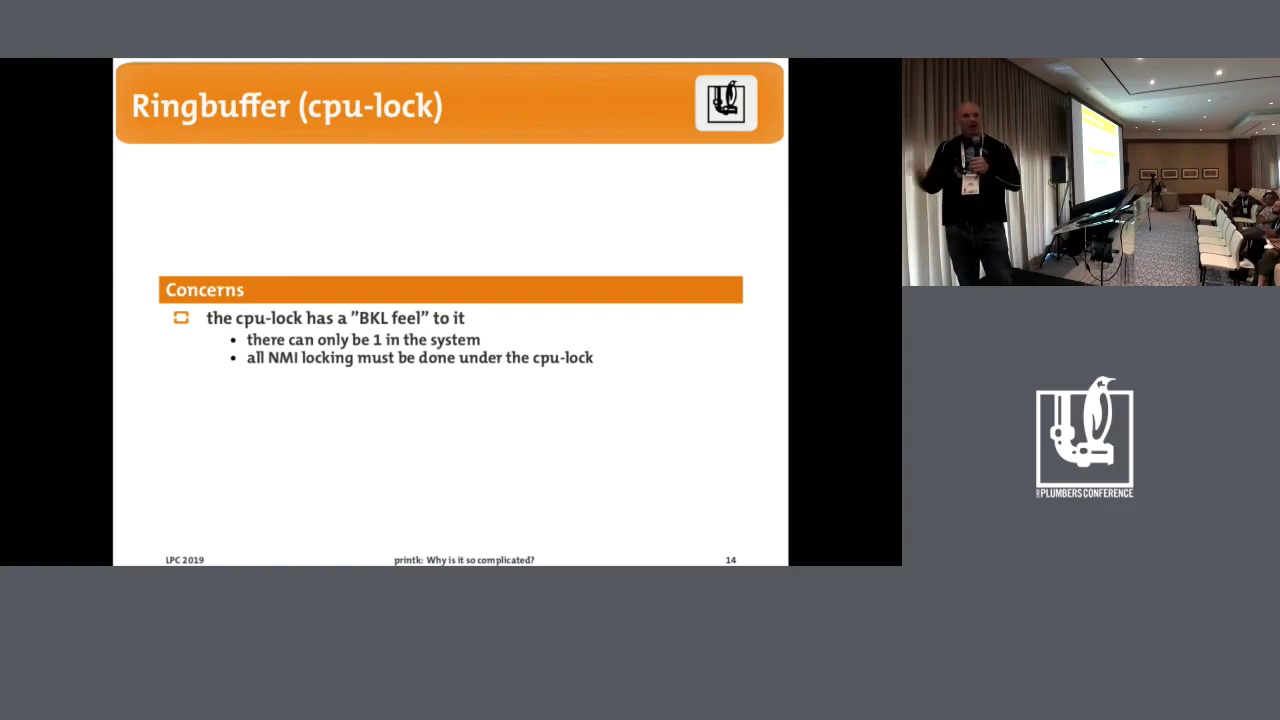 Ringbuffer (cpu-lock)
Concerns
the cpu-lock has a "BKL feel" to it
• there can only be 1 in the system
• all NMI locking must be done under the cpu-lock
LPC 2019
printk: Why is it so complicated?
14
PLUMBERS CONFERENCE